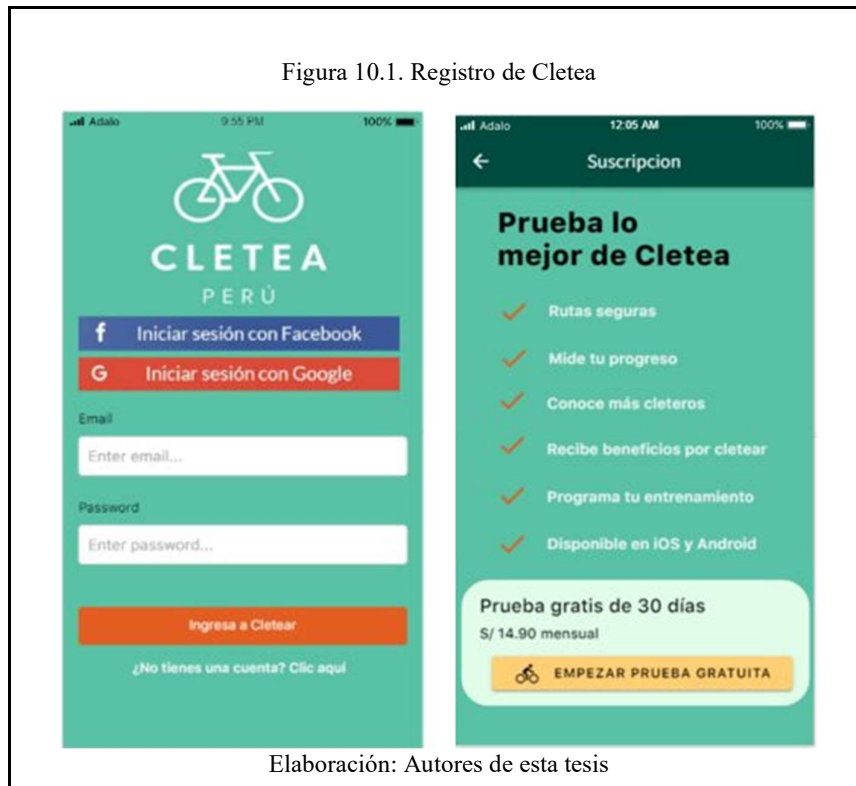 Figura 10.1. Registro de Cletea
Adalo 9:55 PM 100%
CLETEA
PERÚ
f Iniciar sesión con Facebook
G Iniciar sesión con Google
Email
Enter email...
Password
Enter password...
Ingresa a Cletear
¿No tienes una cuenta? Clic aquí
Adalo 12:05 AM 100%
Suscripcion
Prueba lo
mejor de Cletea
Rutas seguras
Mide tu progreso
Conoce más cleteros
Recibe beneficios por cletear
Programa tu entrenamiento
Disponible en iOS y Android
Prueba gratis de 30 días
S/ 14.90 mensual
EMPEZAR PRUEBA GRATUITA
Elaboración: Autores de esta tesis